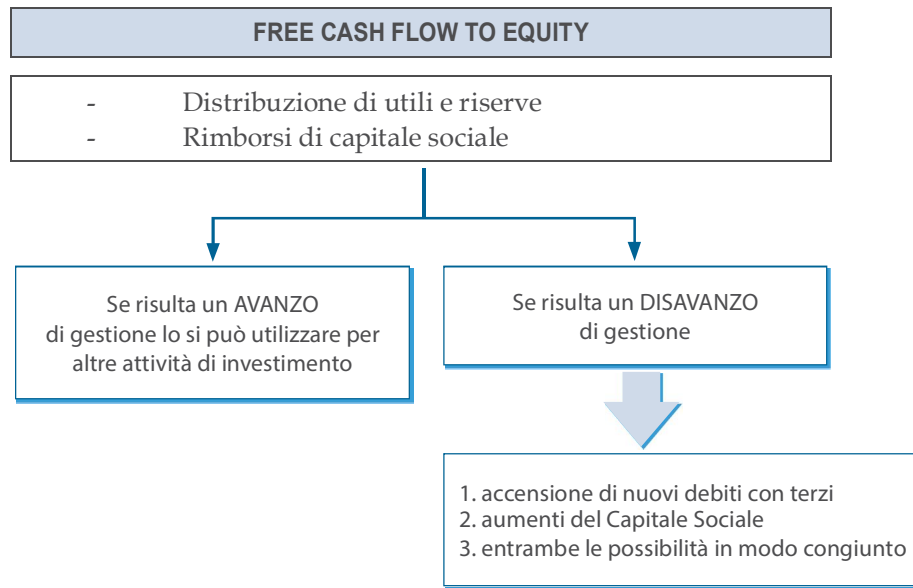 FREE CASH FLOW TO EQUITY
- Distribuzione di utili e riserve
- Rimborsi di capitale sociale
Se risulta un AVANZO
di gestione lo si può utilizzare per
altre attività di investimento
Se risulta un DISAVANZO
di gestione
1. accensione di nuovi debiti con terzi
2. aumenti del Capitale Sociale
3. entrambe le possibilità in modo congiunto